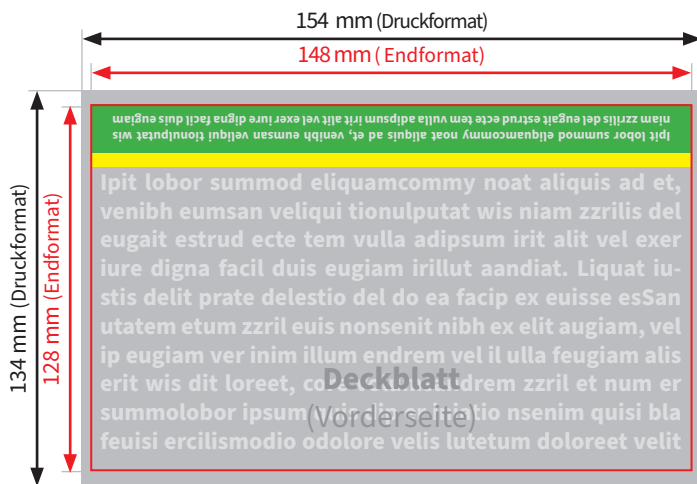 154 mm (Druckformat)
148 mm ( Endformat)
134 mm (Druckformat)
128 mm ( Endformat)
Ipit lobor summod eliquamcommy noat aliquis ad et, venibh eumsan veliqui tionulputat wis
niam zzrilis del eugait estrud ecte tem vulla adipsum irit alit vel exer iure digna facil duis eugiam
Ipit lobor summod eliquamcommy noat aliquis ad et,
venibh eumsan veliqui tionulputat wis niam zzrilis del
eugait estrud ecte tem vulla adipsum irit alit vel exer
iure digna facil duis eugiam irillut aandiat. Liquat iu-
stis delit prate delestio del do ea facip ex euisse esSan
utatem etum zzril euis nonsenit nibh ex elit augiam, vel
ip eugiam ver inim illum endrem vel il ulla feugiam alis
erit wis dit loreet, zzril et num er
summolobor ipsum nsenim quisi bla
feuisi ercilismodio odolore velis lutetum doloreet velit
Deckblatt
(Vorderseite)